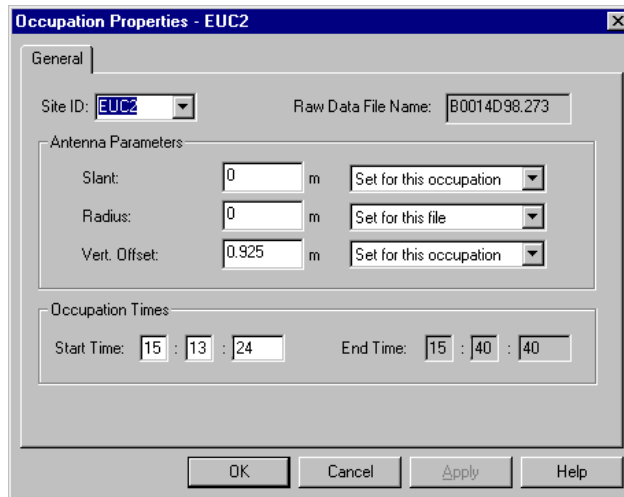 Occupation Properties - EUC2
General
Site ID: EUC2 Raw Data File Name: B0014D98.273
Antenna Parameters
Slant: 0 m Set for this occupation
Radius: 0 m Set for this file
Vert. Offset: 0.925 m Set for this occupation
Occupation Times
Start Time: 15 : 13 : 24 End Time: 15 : 40 : 40
OK Cancel Apply Help